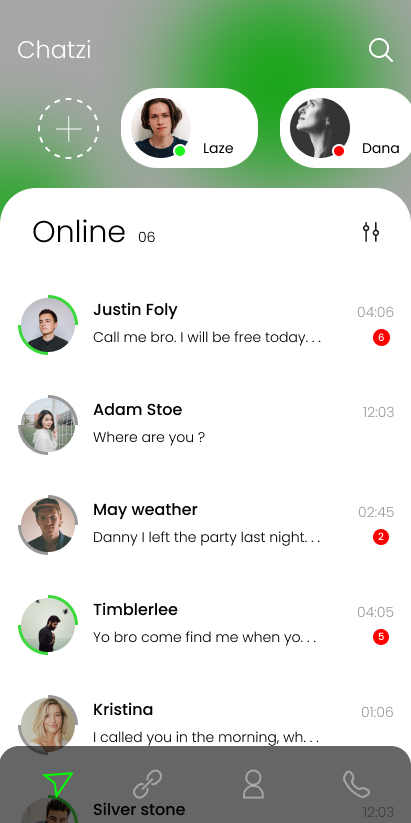 Chatzi
Laze
Dana
Online 06
Justin Foly
04:06
Call me bro. I will be free today. . .
6
Adam Stoe
12:03
Where are you ?
May weather
02:45
Danny I left the party last night. . .
2
Timblerlee
04:05
Yo bro come find me when yo. . .
5
Kristina
01:06
I called you in the morning, wh. . .
Silver stone
12:03